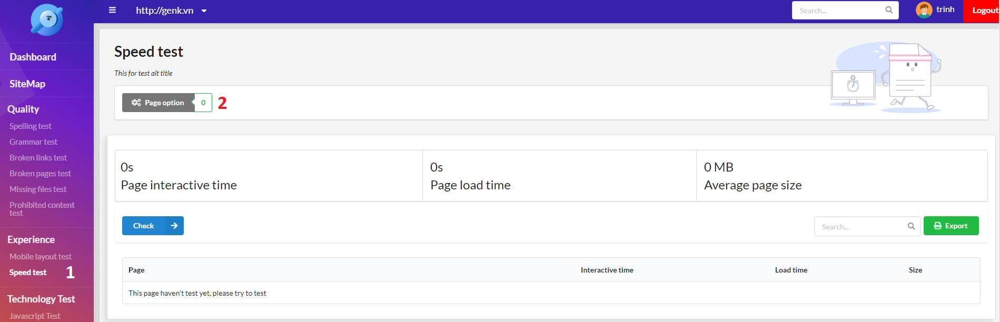 http://genk.vn
Search...
trinh
Logout
Dashboard
SiteMap
Quality
Spelling test
Grammar test
Broken links test
Broken pages test
Missing files test
Prohibited content
test
Experience
Mobile layout test
Speed test 1
Technology Test
Javascript Test
Speed test
This for test alt title
Page option 0 2
0s
Page interactive time
0s
Page load time
0 MB
Average page size
Check
Search...
Export
Page Interactive time Load time Size
This page haven't test yet, please try to test